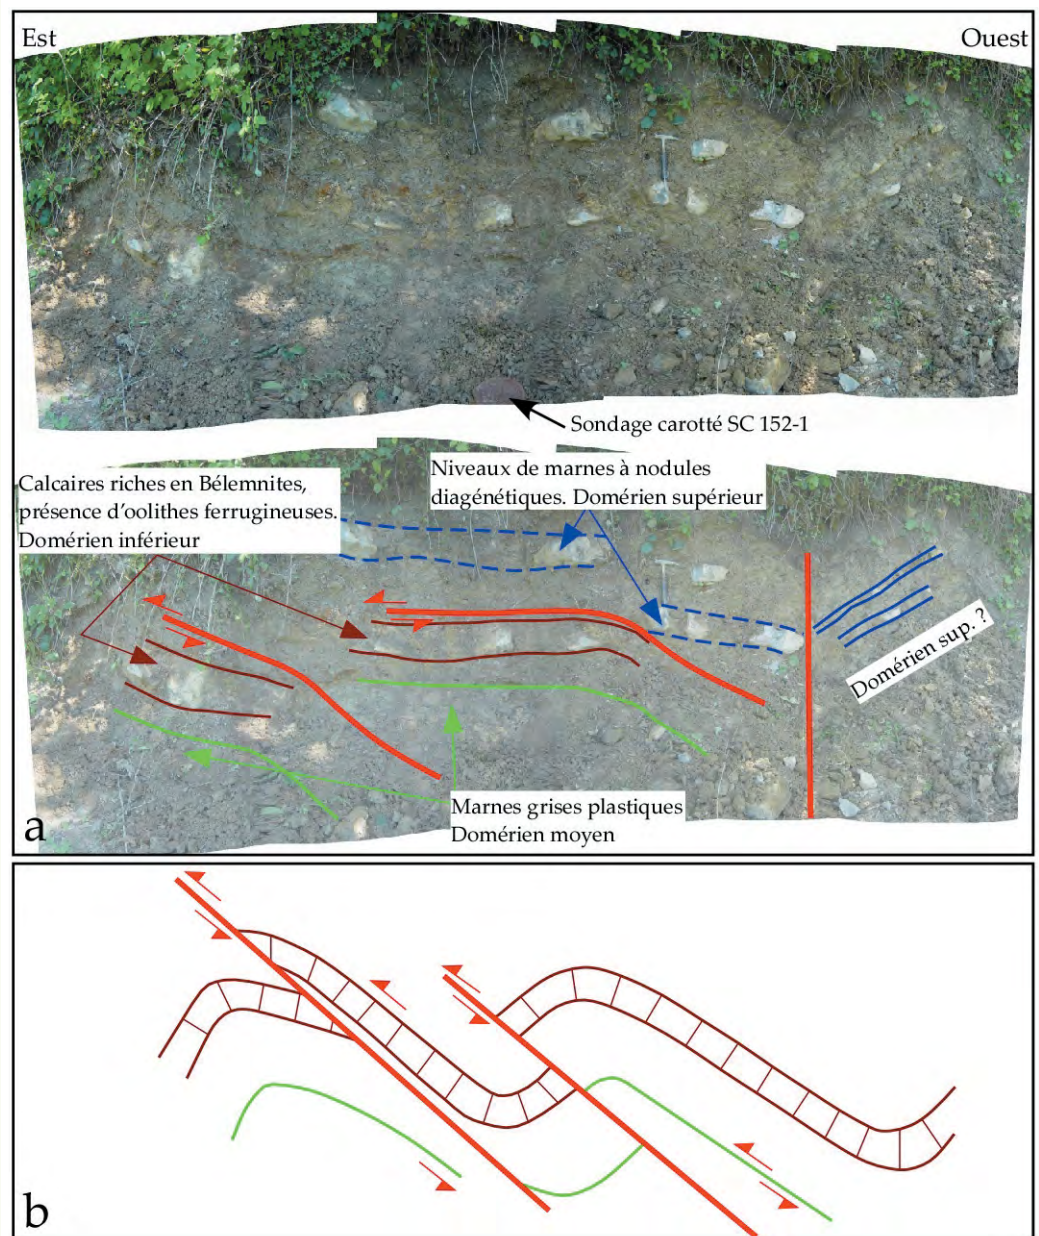 Est
Ouest
Sondage carotté SC 152-1
Calcaires riches en Bélemnites,
présence d'oolithes ferrugineuses.
Domérien inférieur
Niveaux de marnes à nodules
diagénétiques. Domérien supérieur
Domérien sup. ?
Marnes grises plastiques
Domérien moyen
a
b